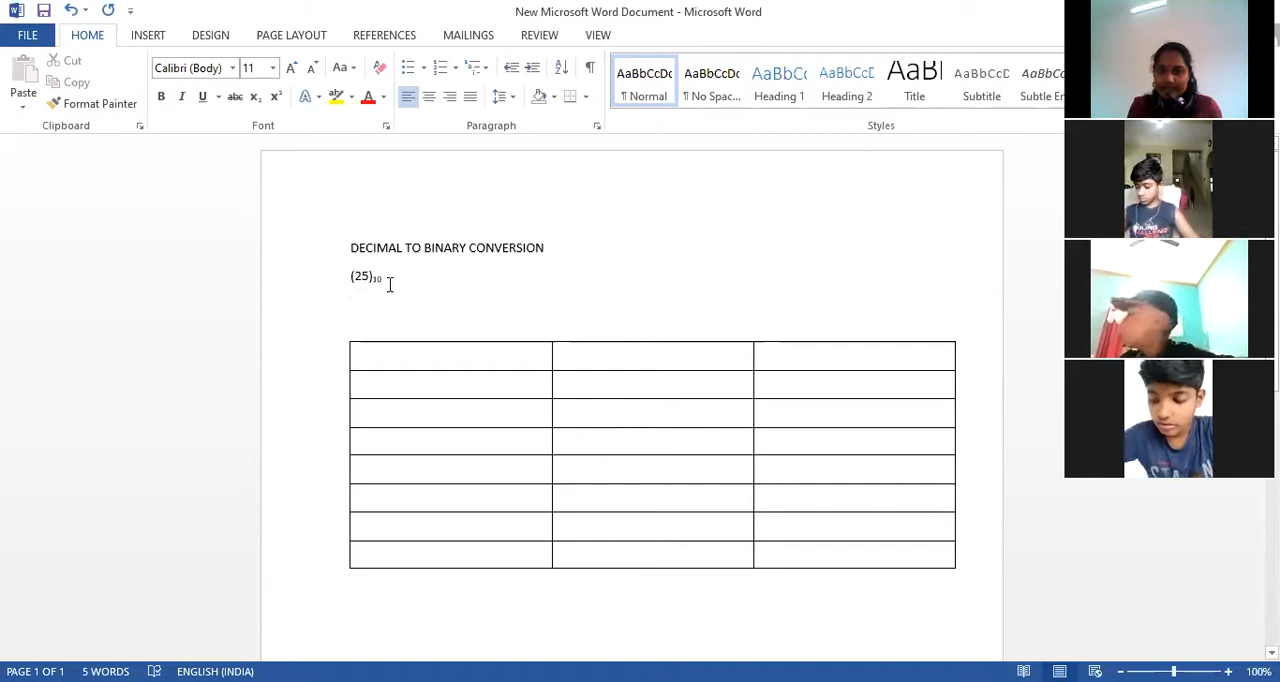 New Microsoft Word Document - Microsoft Word
FILE HOME INSERT DESIGN PAGE LAYOUT REFERENCES MAILINGS REVIEW VIEW
Paste
Cut
Copy
Format Painter
Clipboard
Calibri (Body) 11
Font
Paragraph
AaBbCcDc AaBbCcDc AaBbCc AaBbCcD AaB AaBbCcD AaBbCcD
¶ Normal ¶ No Spac... Heading 1 Heading 2 Title Subtitle Subtle Em
Styles
DECIMAL TO BINARY CONVERSION
(25)₁₀
PAGE 1 OF 1 5 WORDS ENGLISH (INDIA) 100%